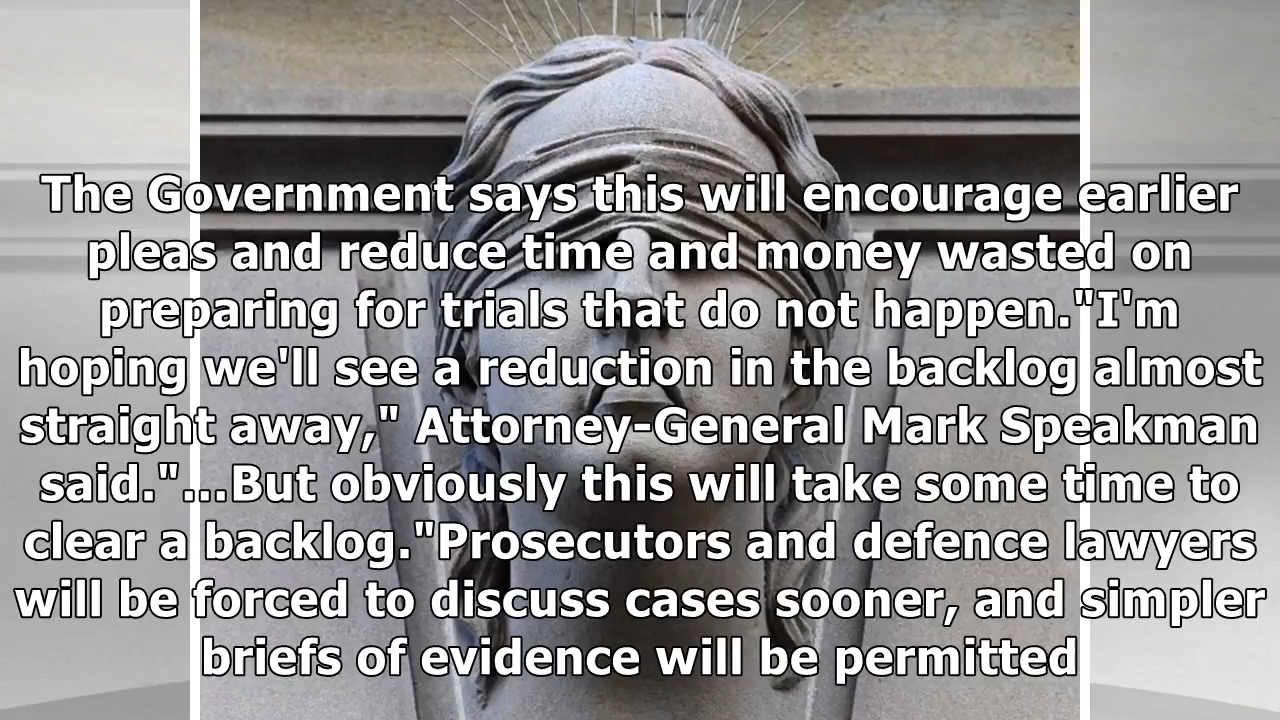 The Government says this will encourage earlier
pleas and reduce time and money wasted on
preparing for trials that do not happen."I'm
hoping we'll see a reduction in the backlog almost
straight away," Attorney-General Mark Speakman
said."...But obviously this will take some time to
clear a backlog."Prosecutors and defence lawyers
will be forced to discuss cases sooner, and simpler
briefs of evidence will be permitted